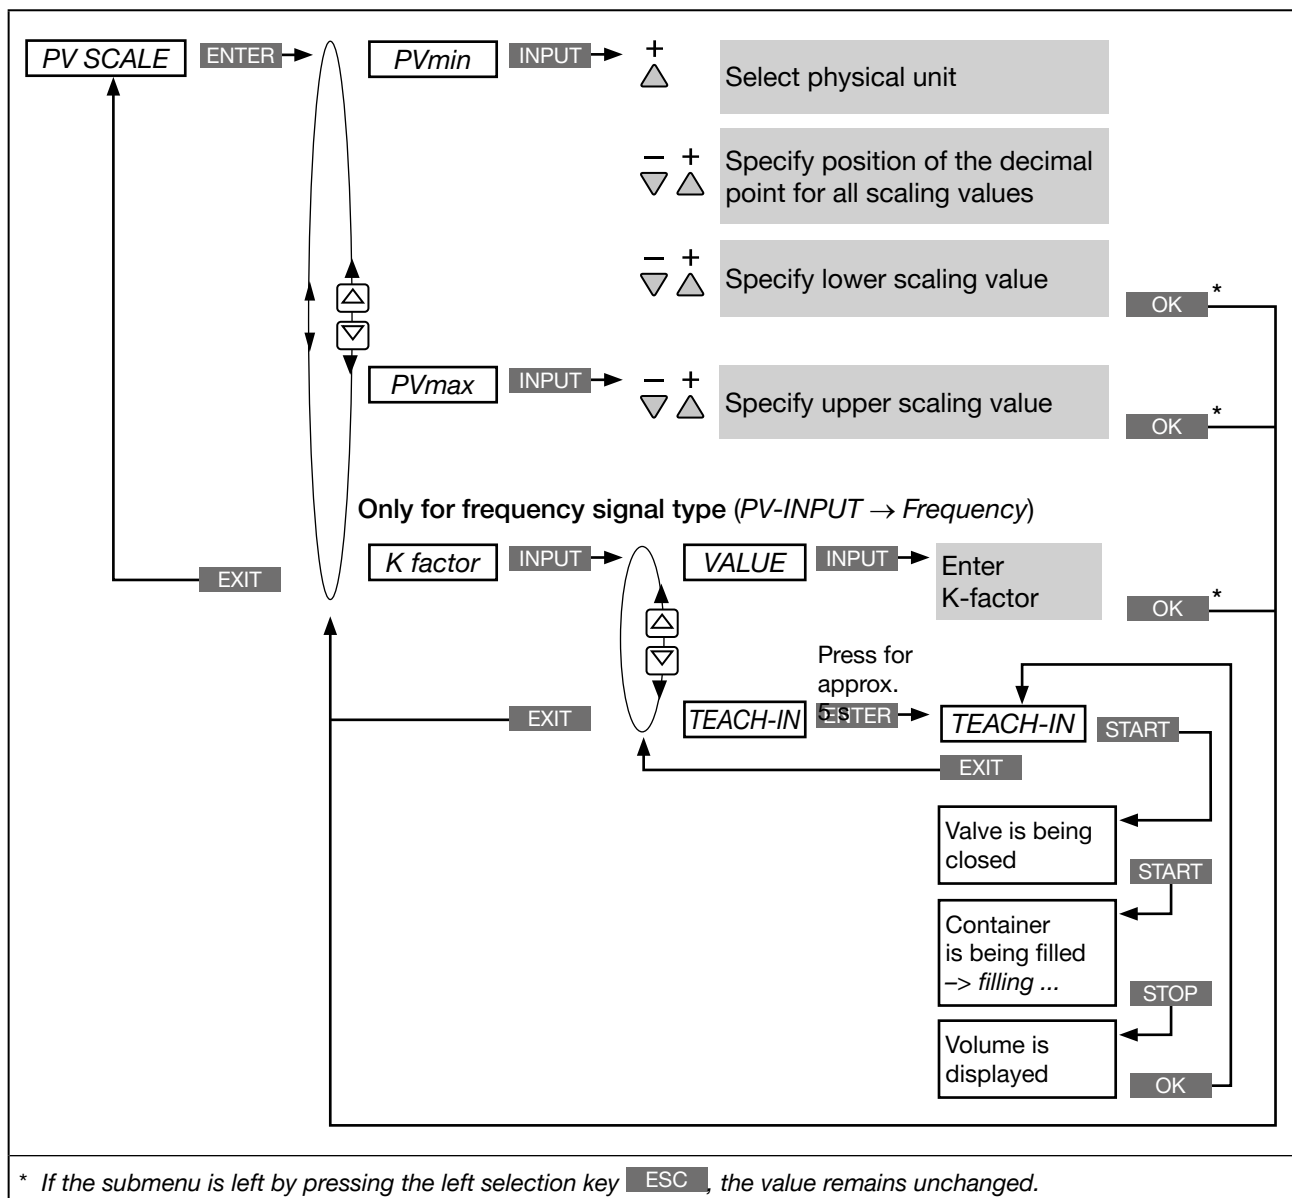 PV SCALE ENTER PVmin INPUT +
Select physical unit
– +
Specify position of the decimal
point for all scaling values
– +
Specify lower scaling value
OK *
PVmax INPUT – +
Specify upper scaling value
OK *
Only for frequency signal type (PV-INPUT → Frequency)
K factor INPUT VALUE INPUT Enter
K-factor
EXIT
OK *
Press for
approx.
5 s
EXIT TEACH-IN ENTER TEACH-IN START
EXIT
Valve is being
closed
START
Container
is being filled
–> filling ...
STOP
Volume is
displayed
OK
* If the submenu is left by pressing the left selection key ESC , the value remains unchanged.